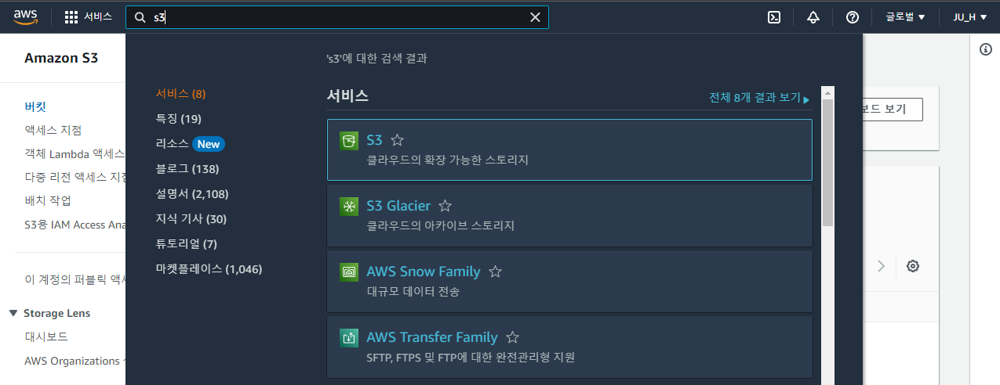 aws
서비스
s3
글로벌
JU_H
Amazon S3
버킷
액세스 지점
객체 Lambda 액세스
다중 리전 액세스
배치 작업
S3용 IAM Access
이 계정의 퍼블릭
Storage Lens
대시보드
AWS Organizations
's3'에 대한 검색 결과
서비스 (8)
특징 (19)
리소스 New
블로그 (138)
설명서 (2,108)
지식 기사 (30)
튜토리얼 (7)
마켓플레이스 (1,046)
서비스
전체 8개 결과 보기
S3
클라우드의 확장 가능한 스토리지
S3 Glacier
클라우드의 아카이브 스토리지
AWS Snow Family
대규모 데이터 전송
AWS Transfer Family
SFTP, FTPS 및 FTP에 대한 완전관리형 지원
보기